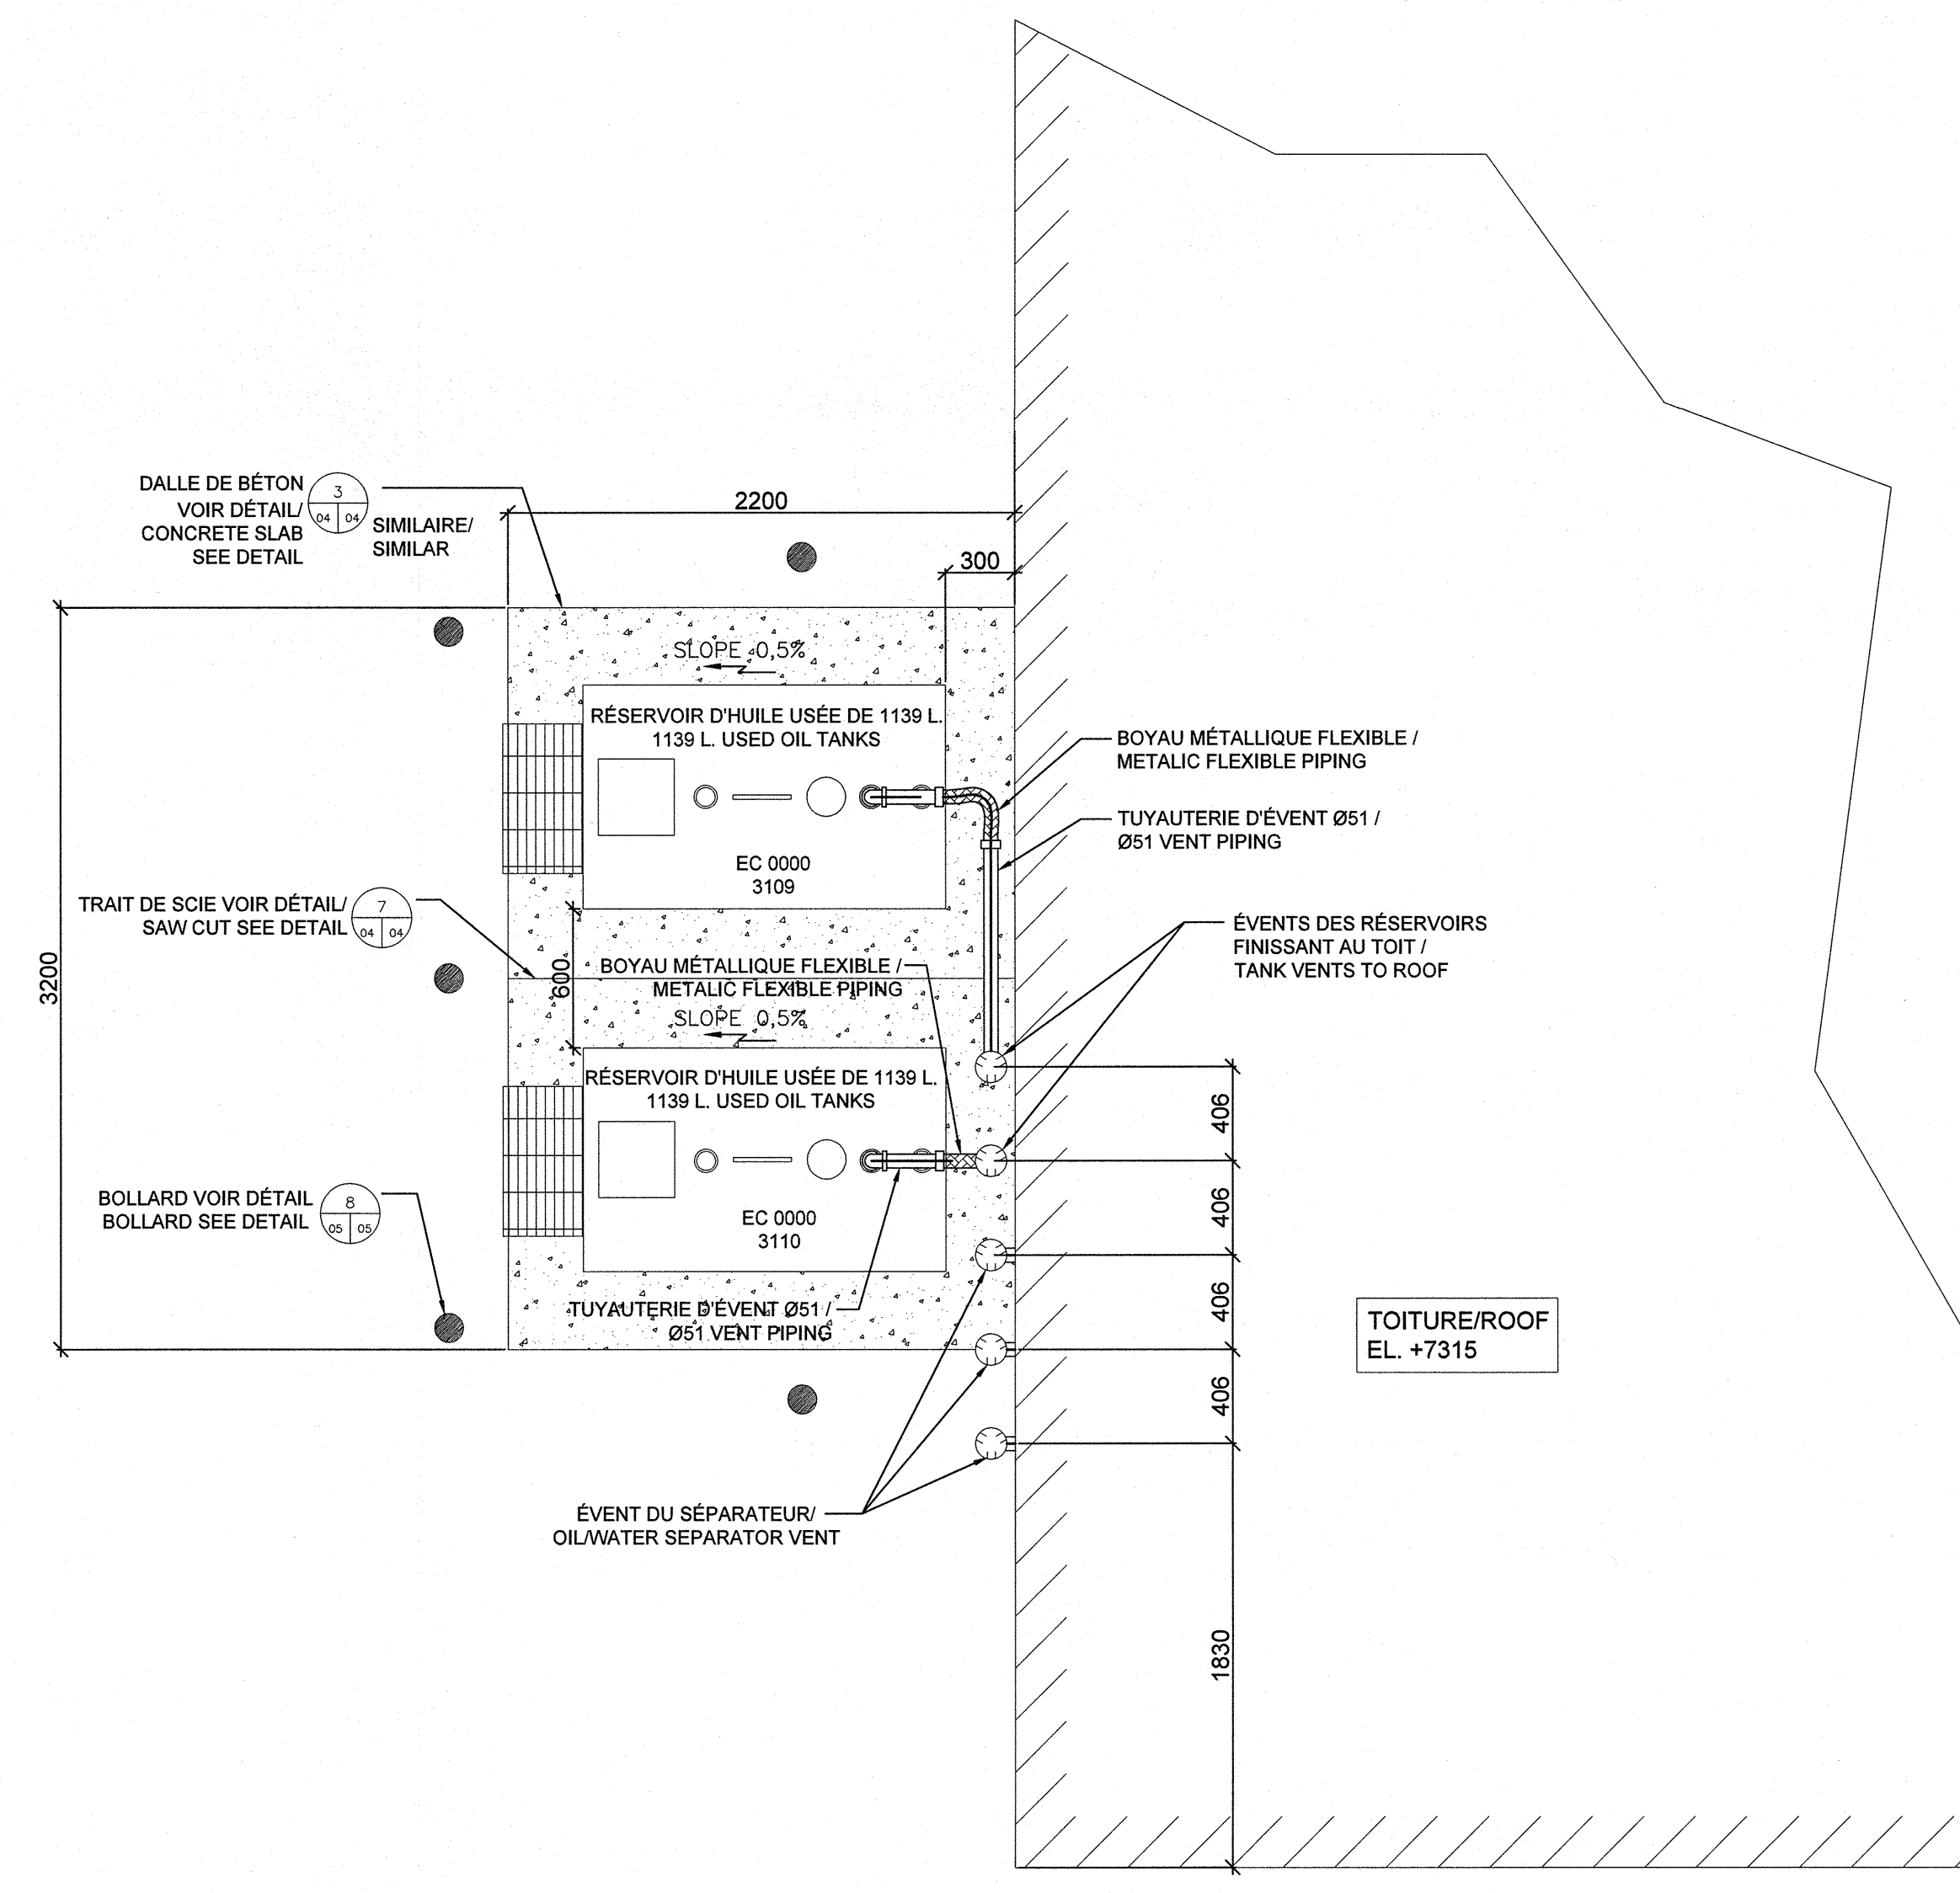 DALLE DE BÉTON
VOIR DÉTAIL/
CONCRETE SLAB
SEE DETAIL
3
04 04
SIMILAIRE/
SIMILAR
2200
300
SLOPE 0,5%
RÉSERVOIR D'HUILE USÉE DE 1139 L.
1139 L. USED OIL TANKS
EC 0000
3109
BOYAU MÉTALLIQUE FLEXIBLE /
METALIC FLEXIBLE PIPING
TUYAUTERIE D'ÉVENT Ø51 /
Ø51 VENT PIPING
TRAIT DE SCIE VOIR DÉTAIL/
SAW CUT SEE DETAIL
7
04 04
3200
600
BOYAU MÉTALLIQUE FLEXIBLE /
METALIC FLEXIBLE PIPING
SLOPE 0,5%
ÉVENTS DES RÉSERVOIRS
FINISSANT AU TOIT /
TANK VENTS TO ROOF
RÉSERVOIR D'HUILE USÉE DE 1139 L.
1139 L. USED OIL TANKS
EC 0000
3110
BOLLARD VOIR DÉTAIL
BOLLARD SEE DETAIL
8
05 05
TUYAUTERIE D'ÉVENT Ø51 /
Ø51 VENT PIPING
406
406
406
406
TOITURE/ROOF
EL. +7315
ÉVENT DU SÉPARATEUR/
OIL/WATER SEPARATOR VENT
1830